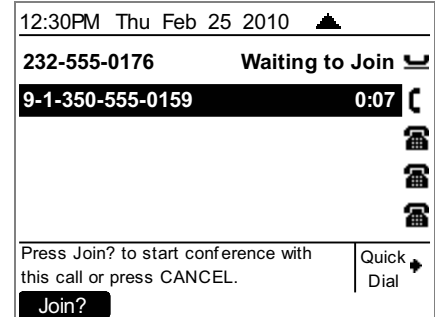 12:30PM Thu Feb 25 2010
232-555-0176 Waiting to Join
9-1-350-555-0159 0:07
Press Join? to start conference with
this call or press CANCEL.
Quick
Dial
Join?